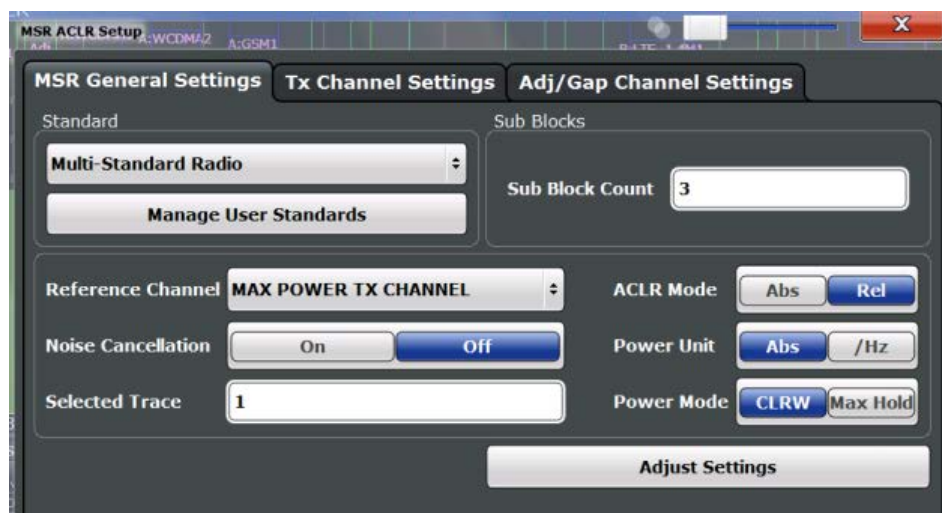 MSR ACLR Setup
A:WCDMA2
A:GSM1
MSR General Settings
Tx Channel Settings
Adj/Gap Channel Settings
Standard
Multi-Standard Radio
Manage User Standards
Sub Blocks
Sub Block Count 3
Reference Channel MAX POWER TX CHANNEL
Noise Cancellation On Off
Selected Trace 1
ACLR Mode Abs Rel
Power Unit Abs /Hz
Power Mode CLRW Max Hold
Adjust Settings